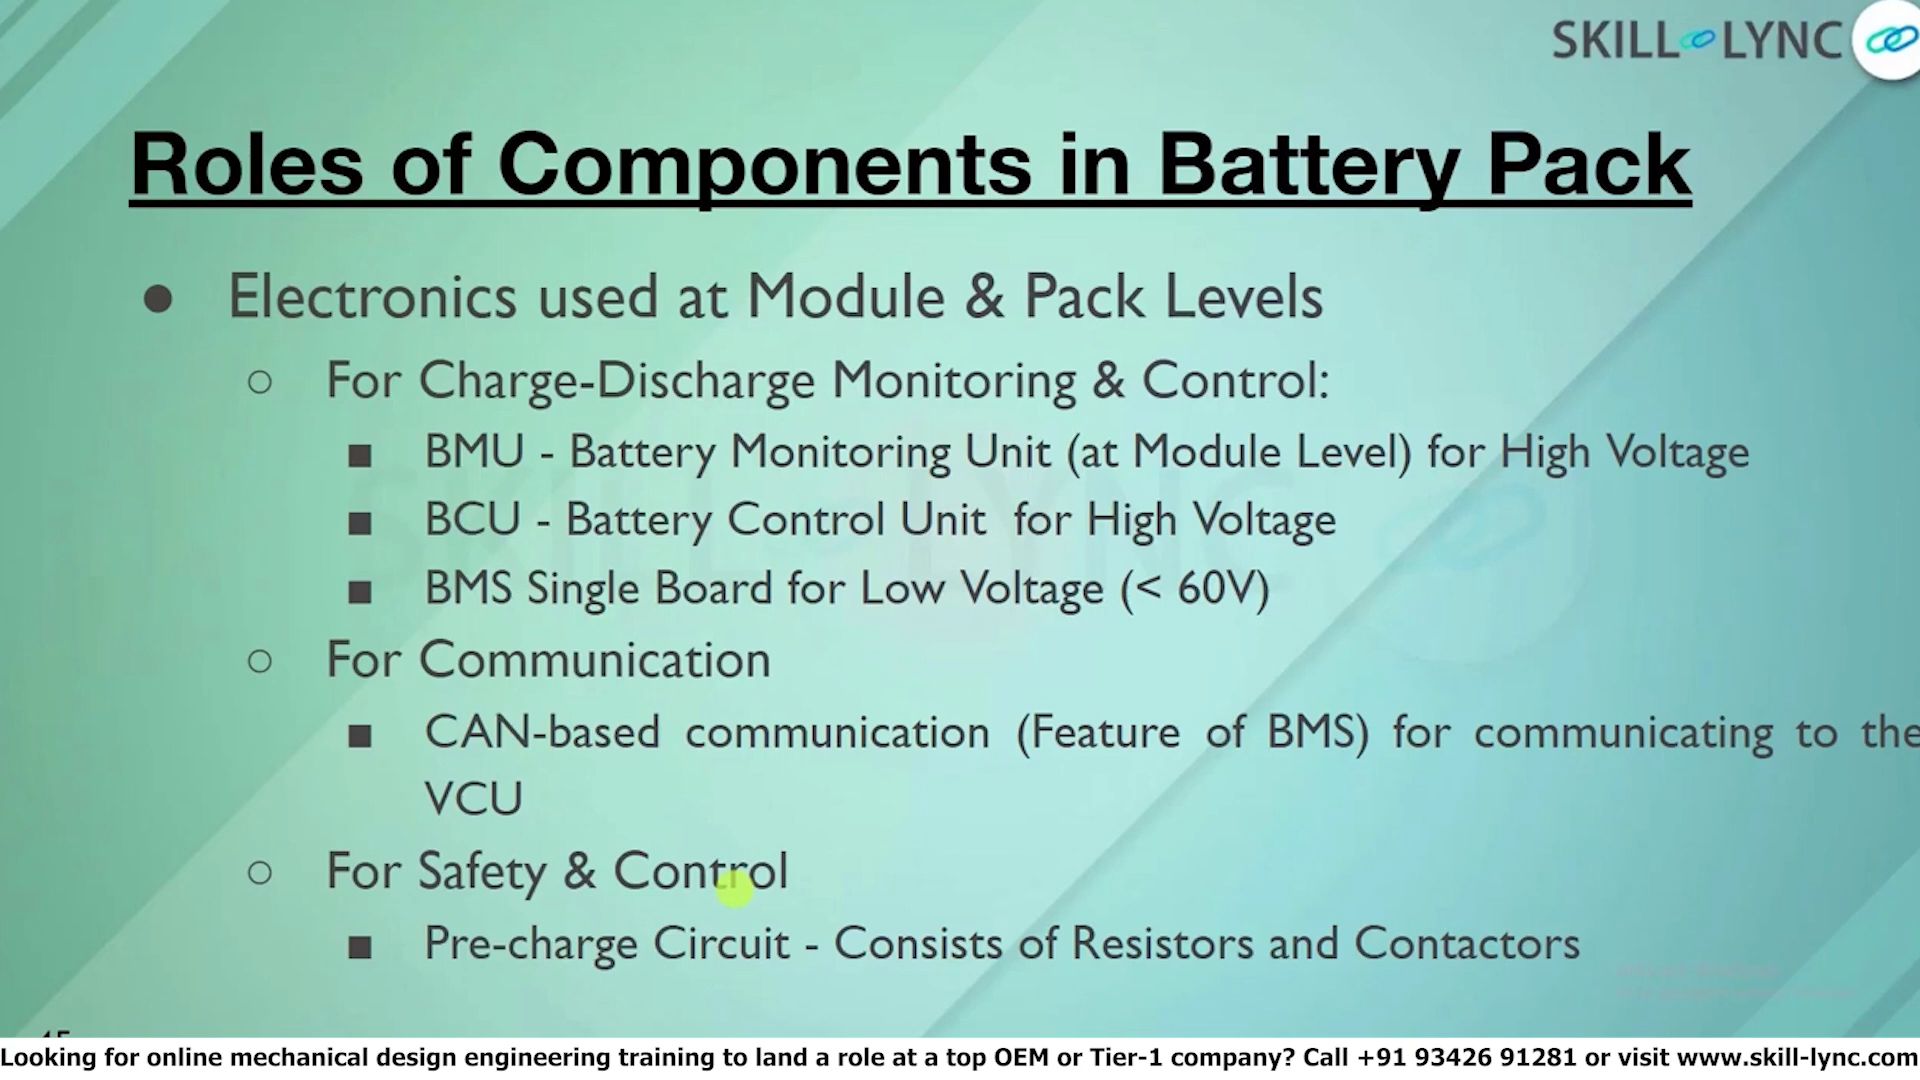 SKILL LYNC
Roles of Components in Battery Pack
● Electronics used at Module & Pack Levels
○ For Charge-Discharge Monitoring & Control:
■ BMU - Battery Monitoring Unit (at Module Level) for High Voltage
■ BCU - Battery Control Unit for High Voltage
■ BMS Single Board for Low Voltage (< 60V)
○ For Communication
■ CAN-based communication (Feature of BMS) for communicating to the
VCU
○ For Safety & Control
■ Pre-charge Circuit - Consists of Resistors and Contactors
Looking for online mechanical design engineering training to land a role at a top OEM or Tier-1 company? Call +91 93426 91281 or visit www.skill-lync.com